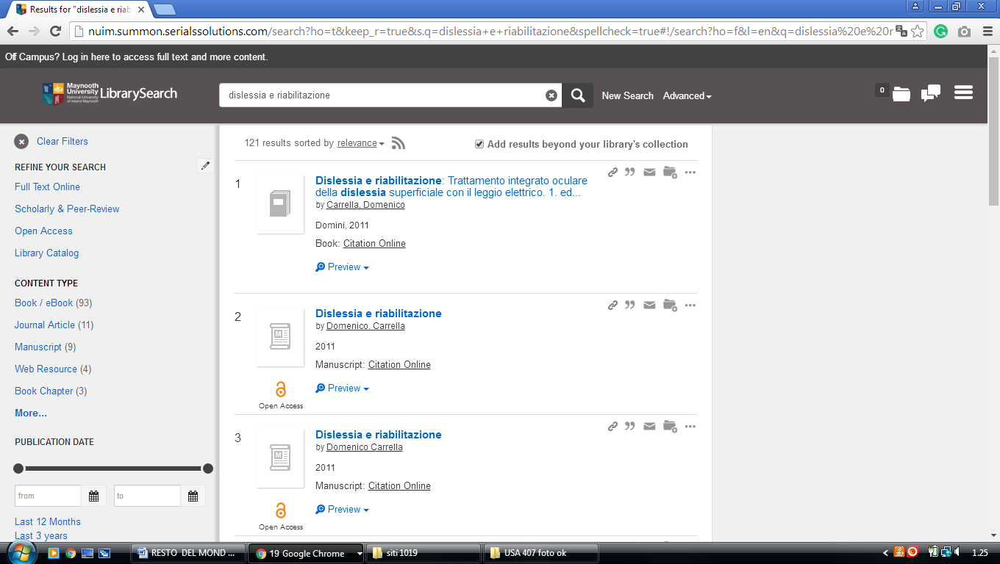 Results for "dislessia e riab
nuim.summon.serialssolutions.com/search?ho=t&keep_r=true&s.q=dislessia+e+riabilitazione&spellcheck=true#!/search?ho=f&l=en&q=dislessia%20e%20r
Off Campus? Log in here to access full text and more content.
Maynooth University
National University of Ireland Maynooth
LibrarySearch
dislessia e riabilitazione
New Search
Advanced
0
Clear Filters
REFINE YOUR SEARCH
Full Text Online
Scholarly & Peer-Review
Open Access
Library Catalog
CONTENT TYPE
Book / eBook (93)
Journal Article (11)
Manuscript (9)
Web Resource (4)
Book Chapter (3)
More...
PUBLICATION DATE
from
to
Last 12 Months
Last 3 years
121 results sorted by relevance
Add results beyond your library's collection
1
Dislessia e riabilitazione: Trattamento integrato oculare
della dislessia superficiale con il leggio elettrico. 1. ed...
by Carrella, Domenico
Domini, 2011
Book: Citation Online
Preview
2
Dislessia e riabilitazione
by Domenico. Carrella
2011
Manuscript: Citation Online
Preview
Open Access
3
Dislessia e riabilitazione
by Domenico Carrella
2011
Manuscript: Citation Online
Preview
Open Access
RESTO DEL MOND ...
19 Google Chrome
siti 1019
USA 407 foto ok
1.25